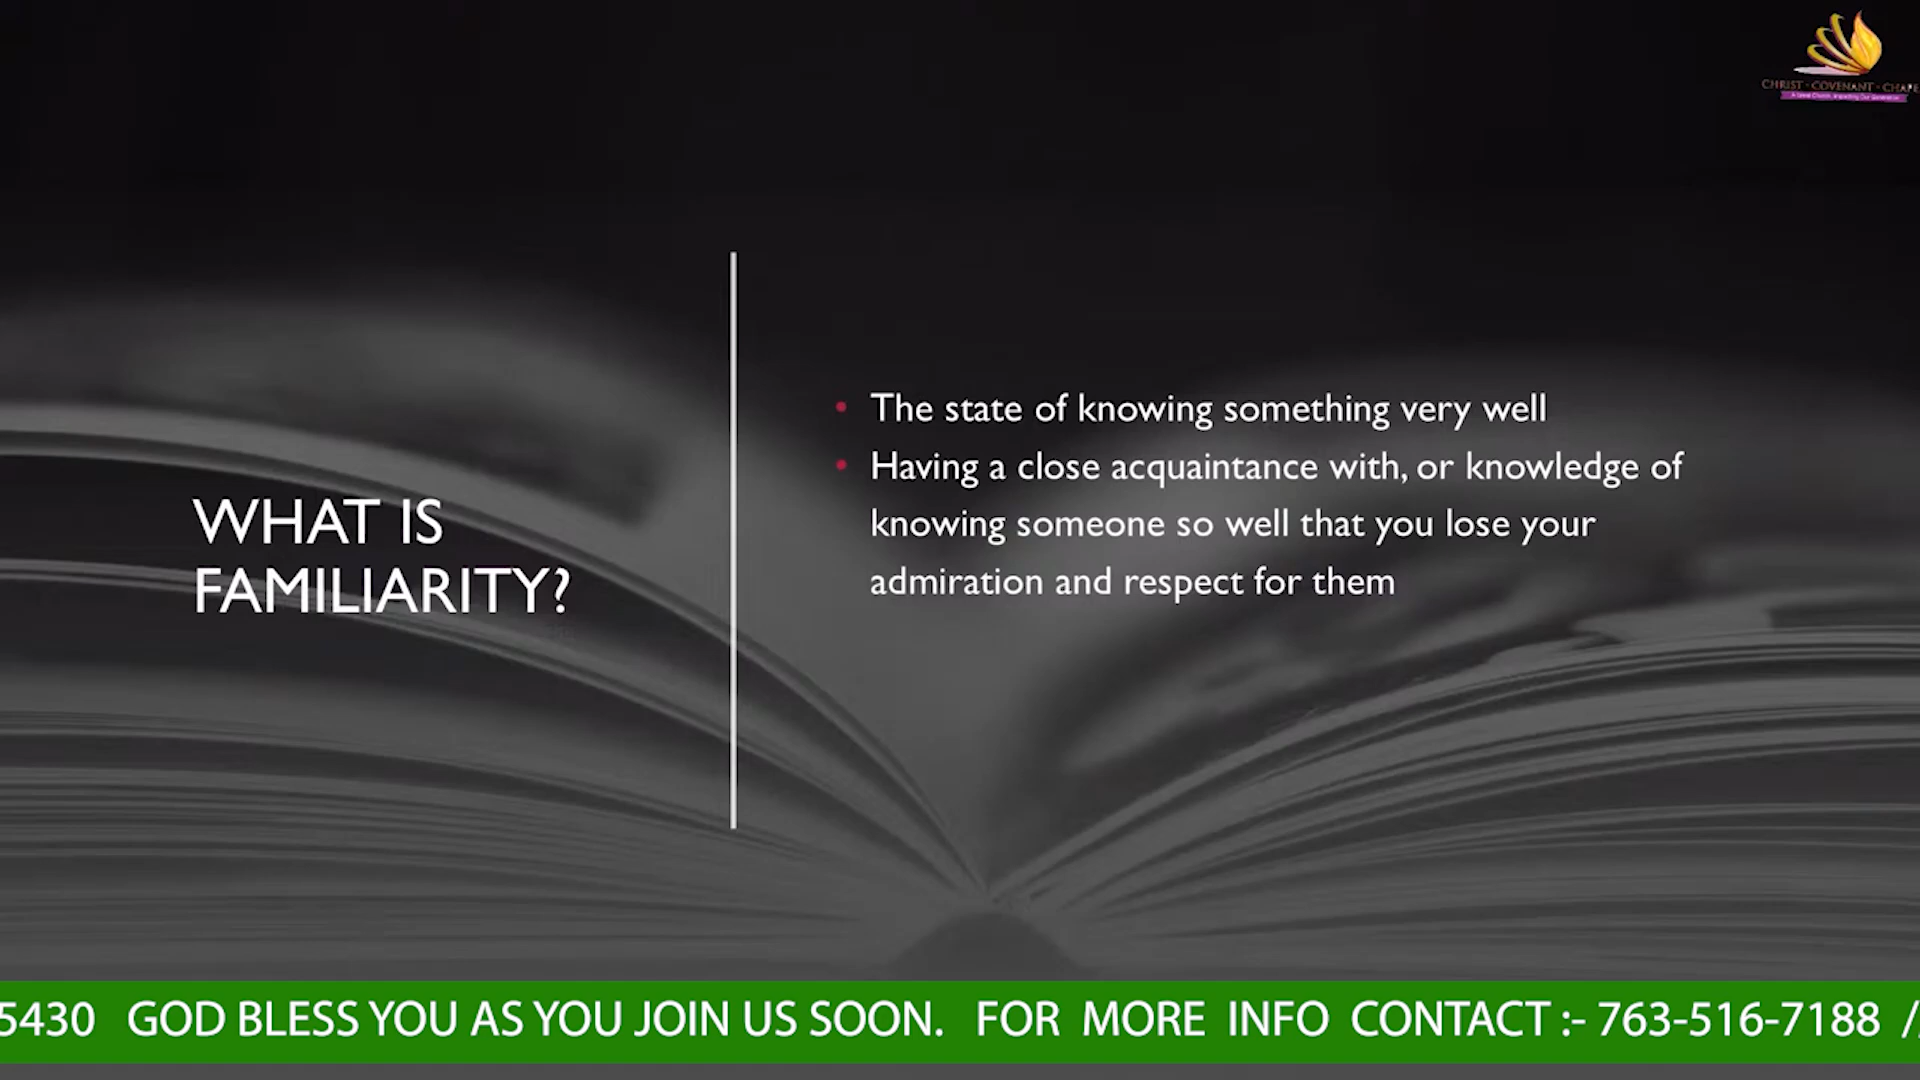 CHRIST - COVENANT - CHAPE
WHAT IS
FAMILIARITY?
• The state of knowing something very well
• Having a close acquaintance with, or knowledge of
knowing someone so well that you lose your
admiration and respect for them
5430 GOD BLESS YOU AS YOU JOIN US SOON. FOR MORE INFO CONTACT :- 763-516-7188 //